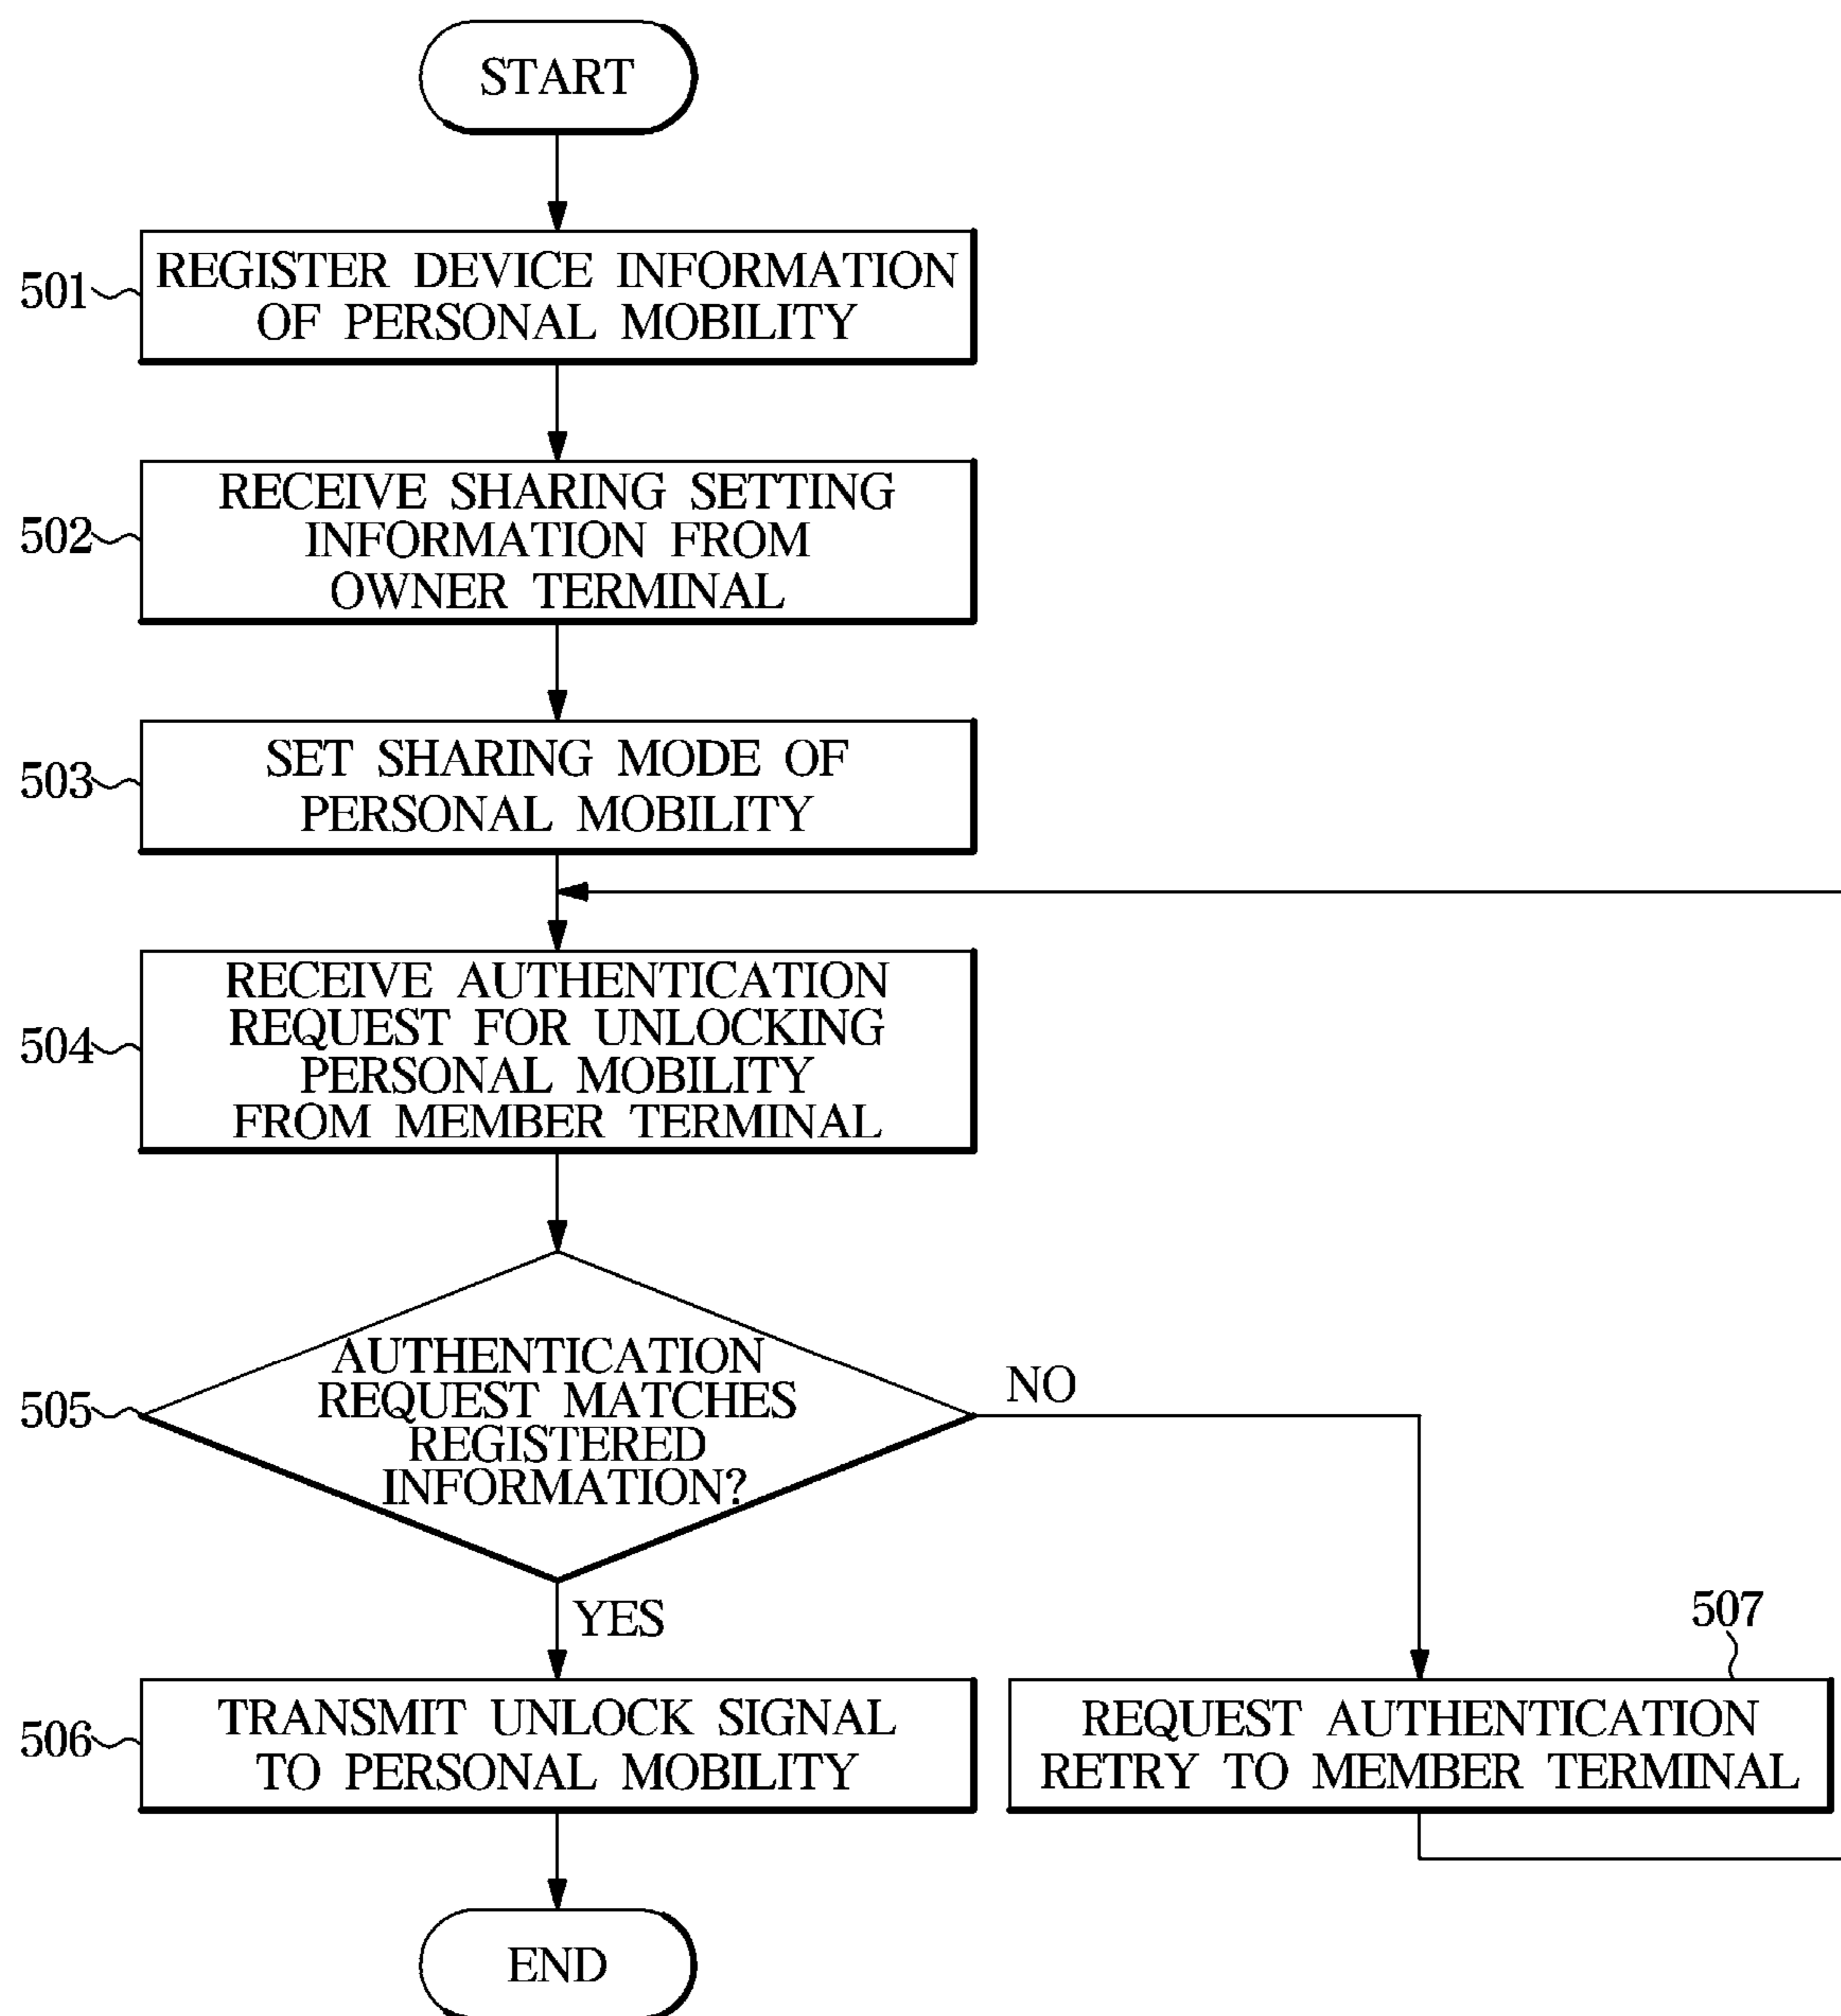 START
501
REGISTER DEVICE INFORMATION
OF PERSONAL MOBILITY
502
RECEIVE SHARING SETTING
INFORMATION FROM
OWNER TERMINAL
503
SET SHARING MODE OF
PERSONAL MOBILITY
504
RECEIVE AUTHENTICATION
REQUEST FOR UNLOCKING
PERSONAL MOBILITY
FROM MEMBER TERMINAL
505
AUTHENTICATION
REQUEST MATCHES
REGISTERED
INFORMATION?
NO
YES
506
TRANSMIT UNLOCK SIGNAL
TO PERSONAL MOBILITY
507
REQUEST AUTHENTICATION
RETRY TO MEMBER TERMINAL
END